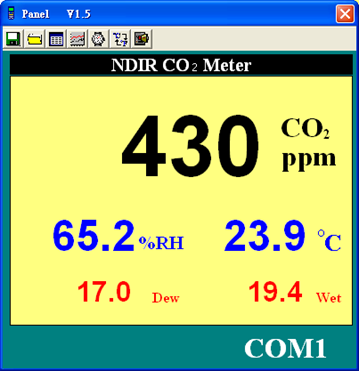 Panel V1.5
NDIR CO₂ Meter
430 CO₂ ppm
65.2 %RH 23.9 °C
17.0 Dew 19.4 Wet
COM1